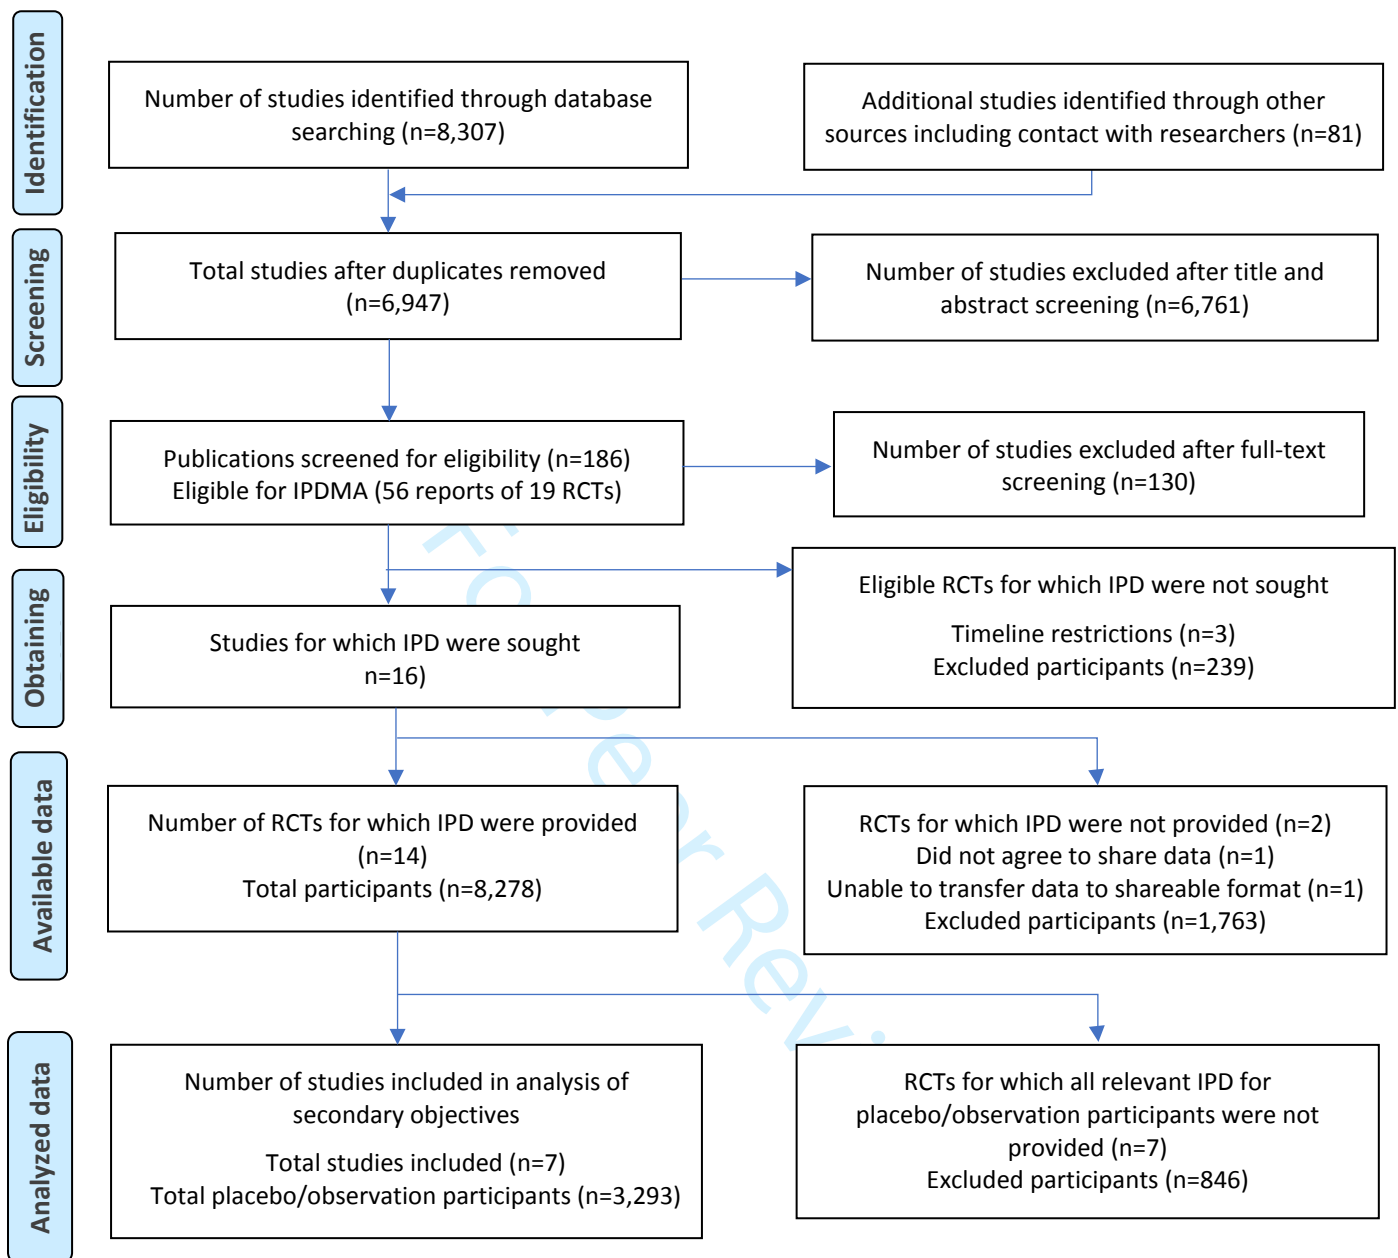 Identification
Number of studies identified through database
searching (n=8,307)
Additional studies identified through other
sources including contact with researchers (n=81)
Screening
Total studies after duplicates removed
(n=6,947)
Number of studies excluded after title and
abstract screening (n=6,761)
Eligibility
Publications screened for eligibility (n=186)
Eligible for IPDMA (56 reports of 19 RCTs)
Number of studies excluded after full-text
screening (n=130)
Obtaining
Studies for which IPD were sought
n=16)
Eligible RCTs for which IPD were not sought
Timeline restrictions (n=3)
Excluded participants (n=239)
Available data
Number of RCTs for which IPD were provided
(n=14)
Total participants (n=8,278)
RCTs for which IPD were not provided (n=2)
Did not agree to share data (n=1)
Unable to transfer data to shareable format (n=1)
Excluded participants (n=1,763)
Analyzed data
Number of studies included in analysis of
secondary objectives
Total studies included (n=7)
Total placebo/observation participants (n=3,293)
RCTs for which all relevant IPD for
placebo/observation participants were not
provided (n=7)
Excluded participants (n=846)